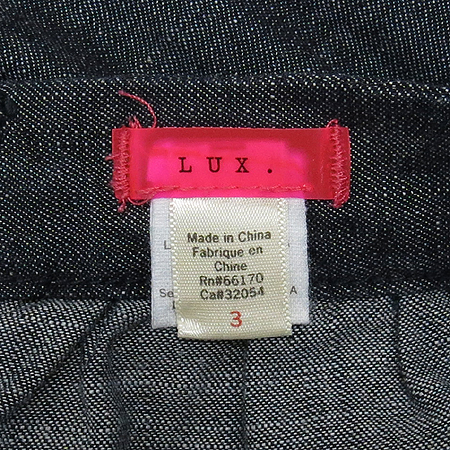 LUX.
Made in China
Fabrique en
Chine
Rn#66170
Ca#32054
3